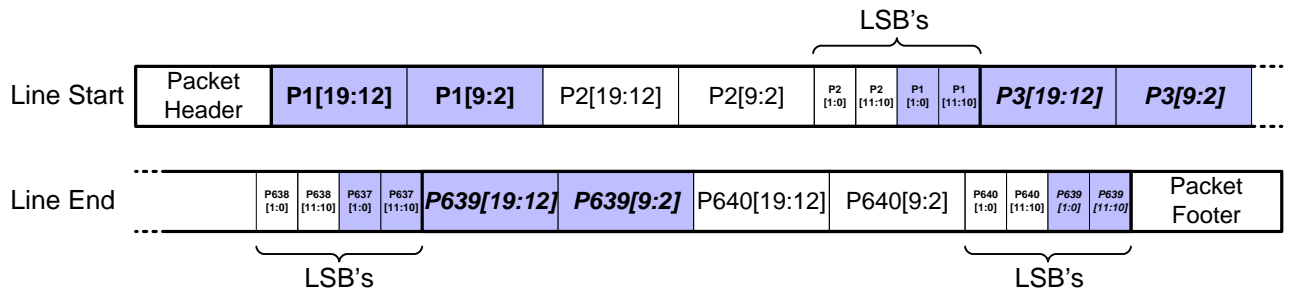 LSB's
Line Start
Packet Header
P1[19:12]
P1[9:2]
P2[19:12]
P2[9:2]
P2 [1:0]
P2 [11:10]
P1 [1:0]
P1 [11:10]
P3[19:12]
P3[9:2]
Line End
P638 [1:0]
P638 [11:10]
P637 [1:0]
P637 [11:10]
P639[19:12]
P639[9:2]
P640[19:12]
P640[9:2]
P640 [1:0]
P640 [11:10]
P639 [1:0]
P639 [11:10]
Packet Footer
LSB's
LSB's